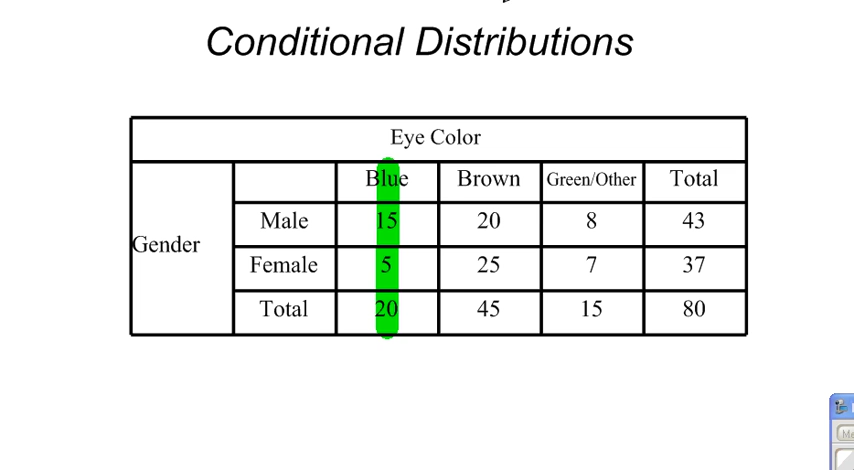 Conditional Distributions
Eye Color
Blue Brown Green/Other Total
Gender
Male 15 20 8 43
Female 5 25 7 37
Total 20 45 15 80